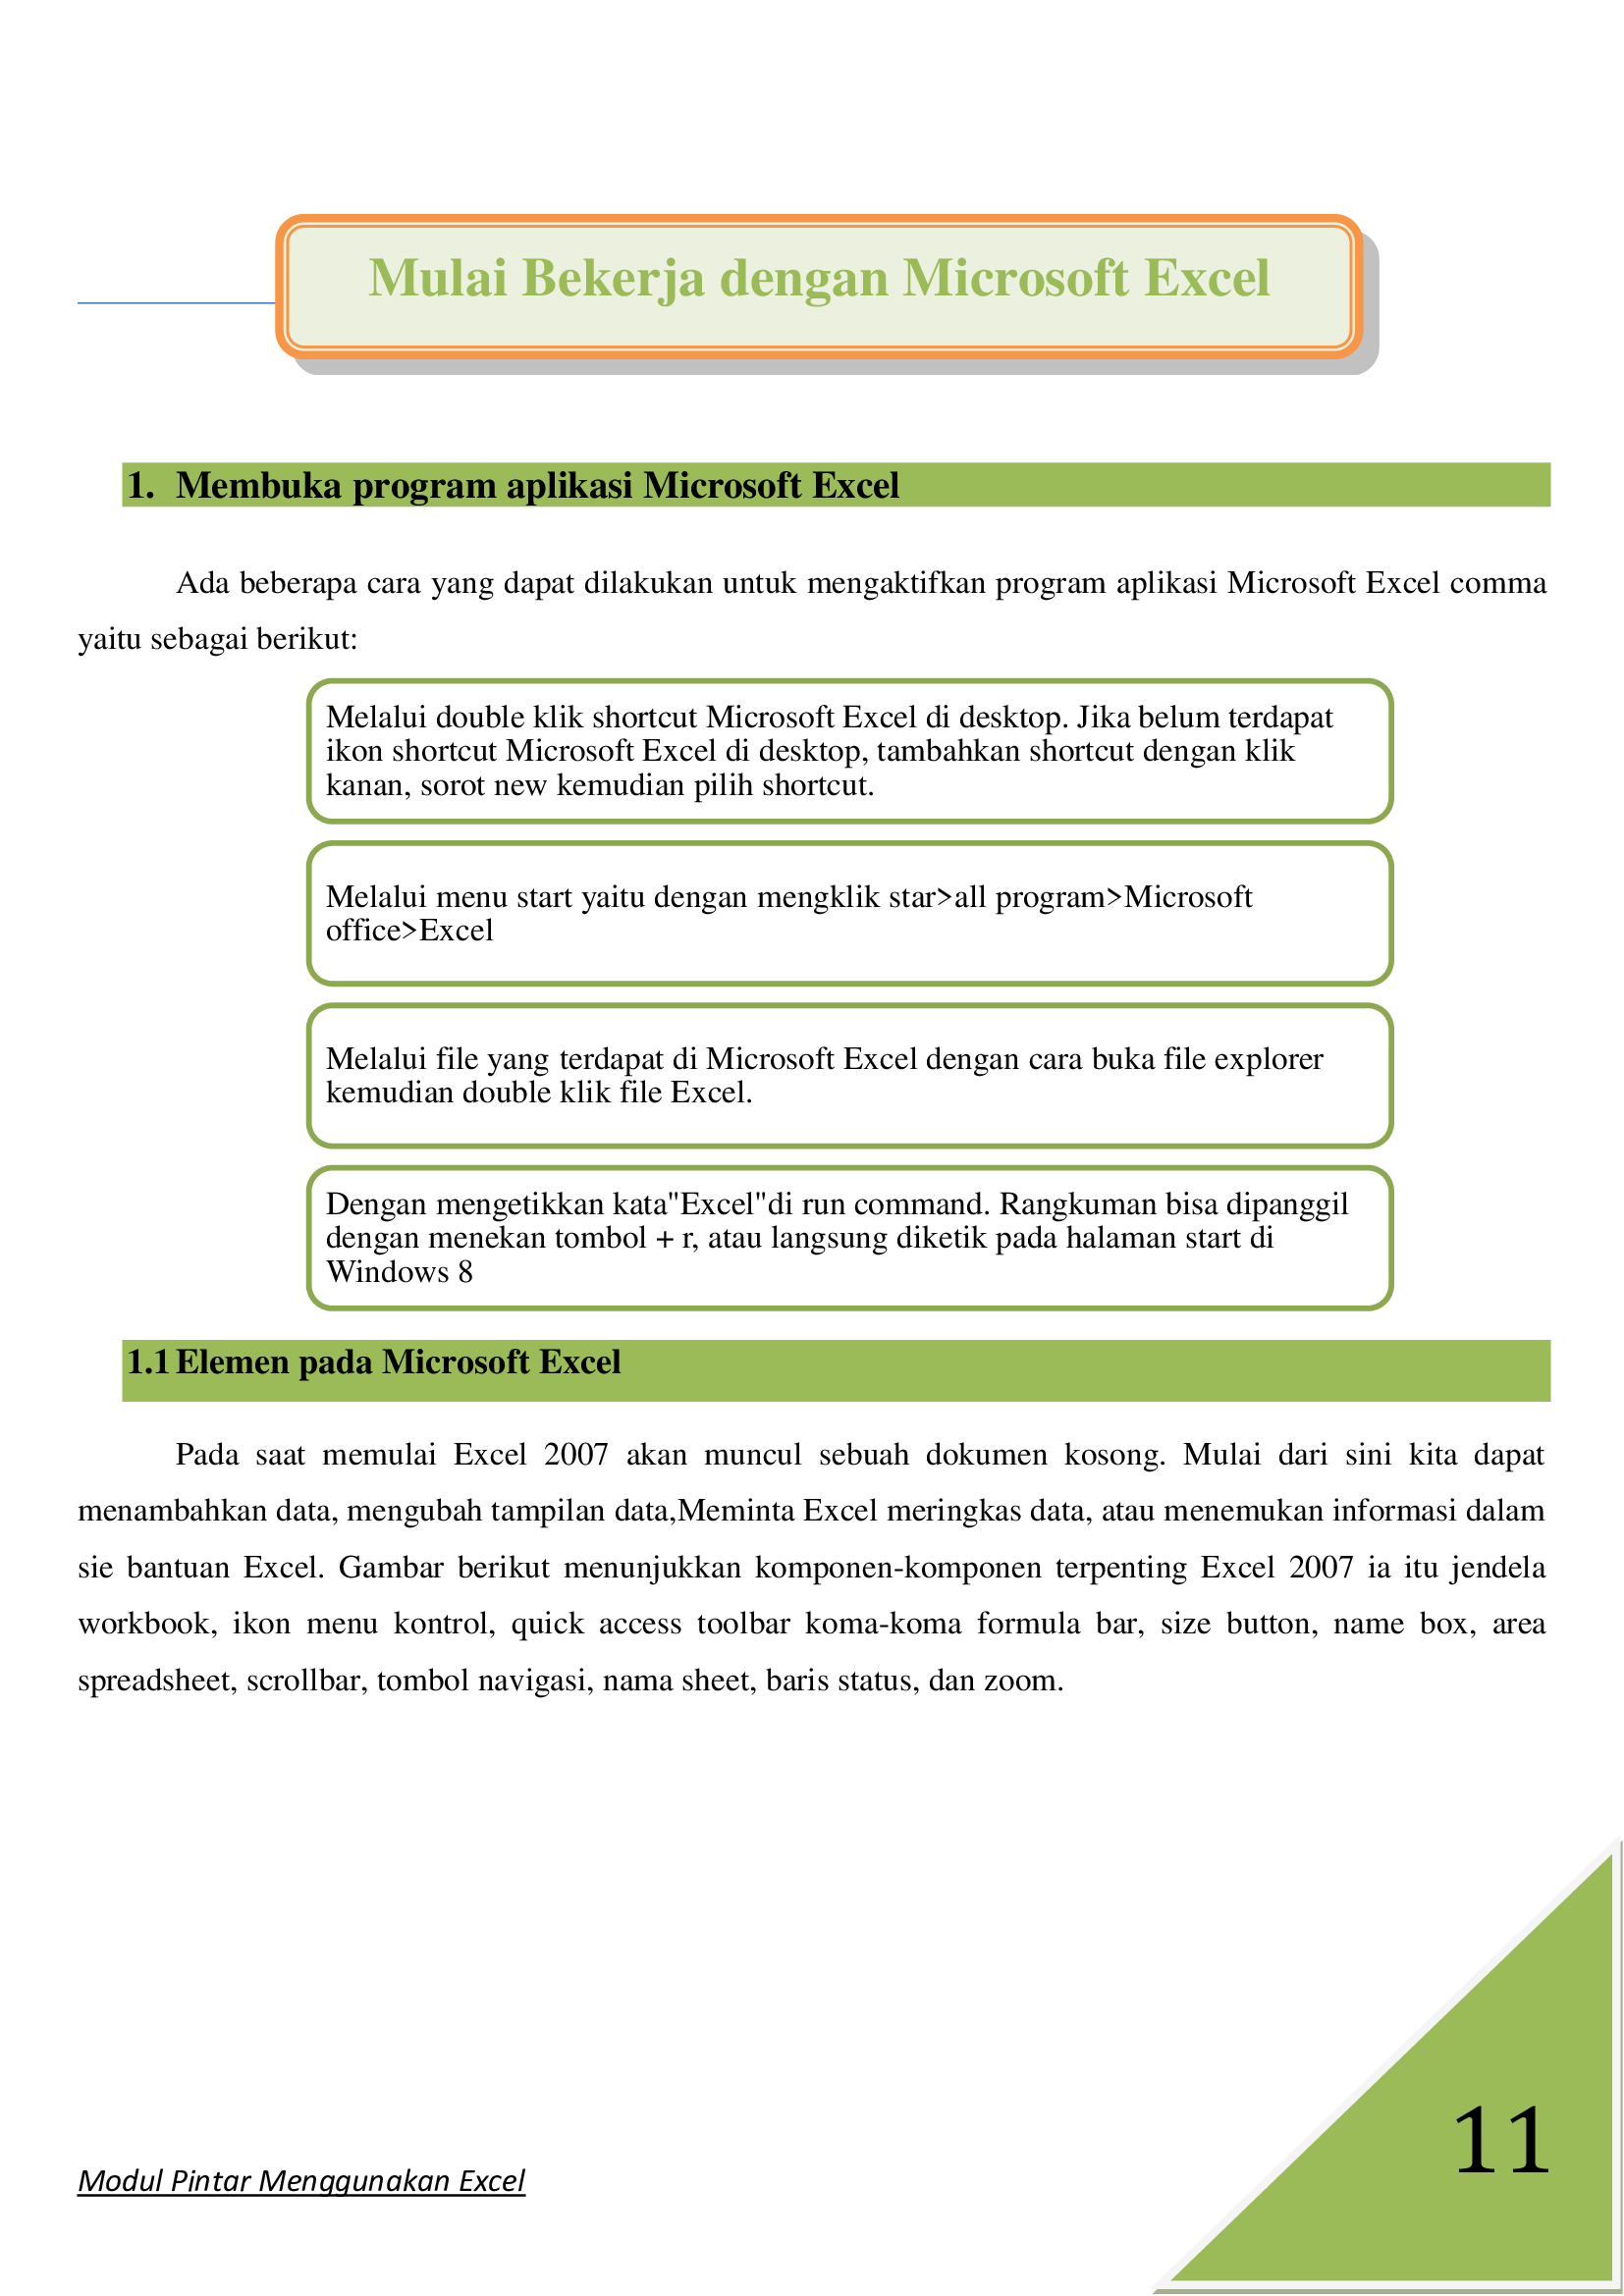 Mulai Bekerja dengan Microsoft Excel
1. Membuka program aplikasi Microsoft Excel
Ada beberapa cara yang dapat dilakukan untuk mengaktifkan program aplikasi Microsoft Excel comma
yaitu sebagai berikut:
Melalui double klik shortcut Microsoft Excel di desktop. Jika belum terdapat
ikon shortcut Microsoft Excel di desktop, tambahkan shortcut dengan klik
kanan, sorot new kemudian pilih shortcut.
Melalui menu start yaitu dengan mengklik star>all program>Microsoft
office>Excel
Melalui file yang terdapat di Microsoft Excel dengan cara buka file explorer
kemudian double klik file Excel.
Dengan mengetikkan kata"Excel"di run command. Rangkuman bisa dipanggil
dengan menekan tombol + r, atau langsung diketik pada halaman start di
Windows 8
1.1 Elemen pada Microsoft Excel
Pada saat memulai Excel 2007 akan muncul sebuah dokumen kosong. Mulai dari sini kita dapat
menambahkan data, mengubah tampilan data,Meminta Excel meringkas data, atau menemukan informasi dalam
sie bantuan Excel. Gambar berikut menunjukkan komponen-komponen terpenting Excel 2007 ia itu jendela
workbook, ikon menu kontrol, quick access toolbar koma-koma formula bar, size button, name box, area
spreadsheet, scrollbar, tombol navigasi, nama sheet, baris status, dan zoom.
11
Modul Pintar Menggunakan Excel